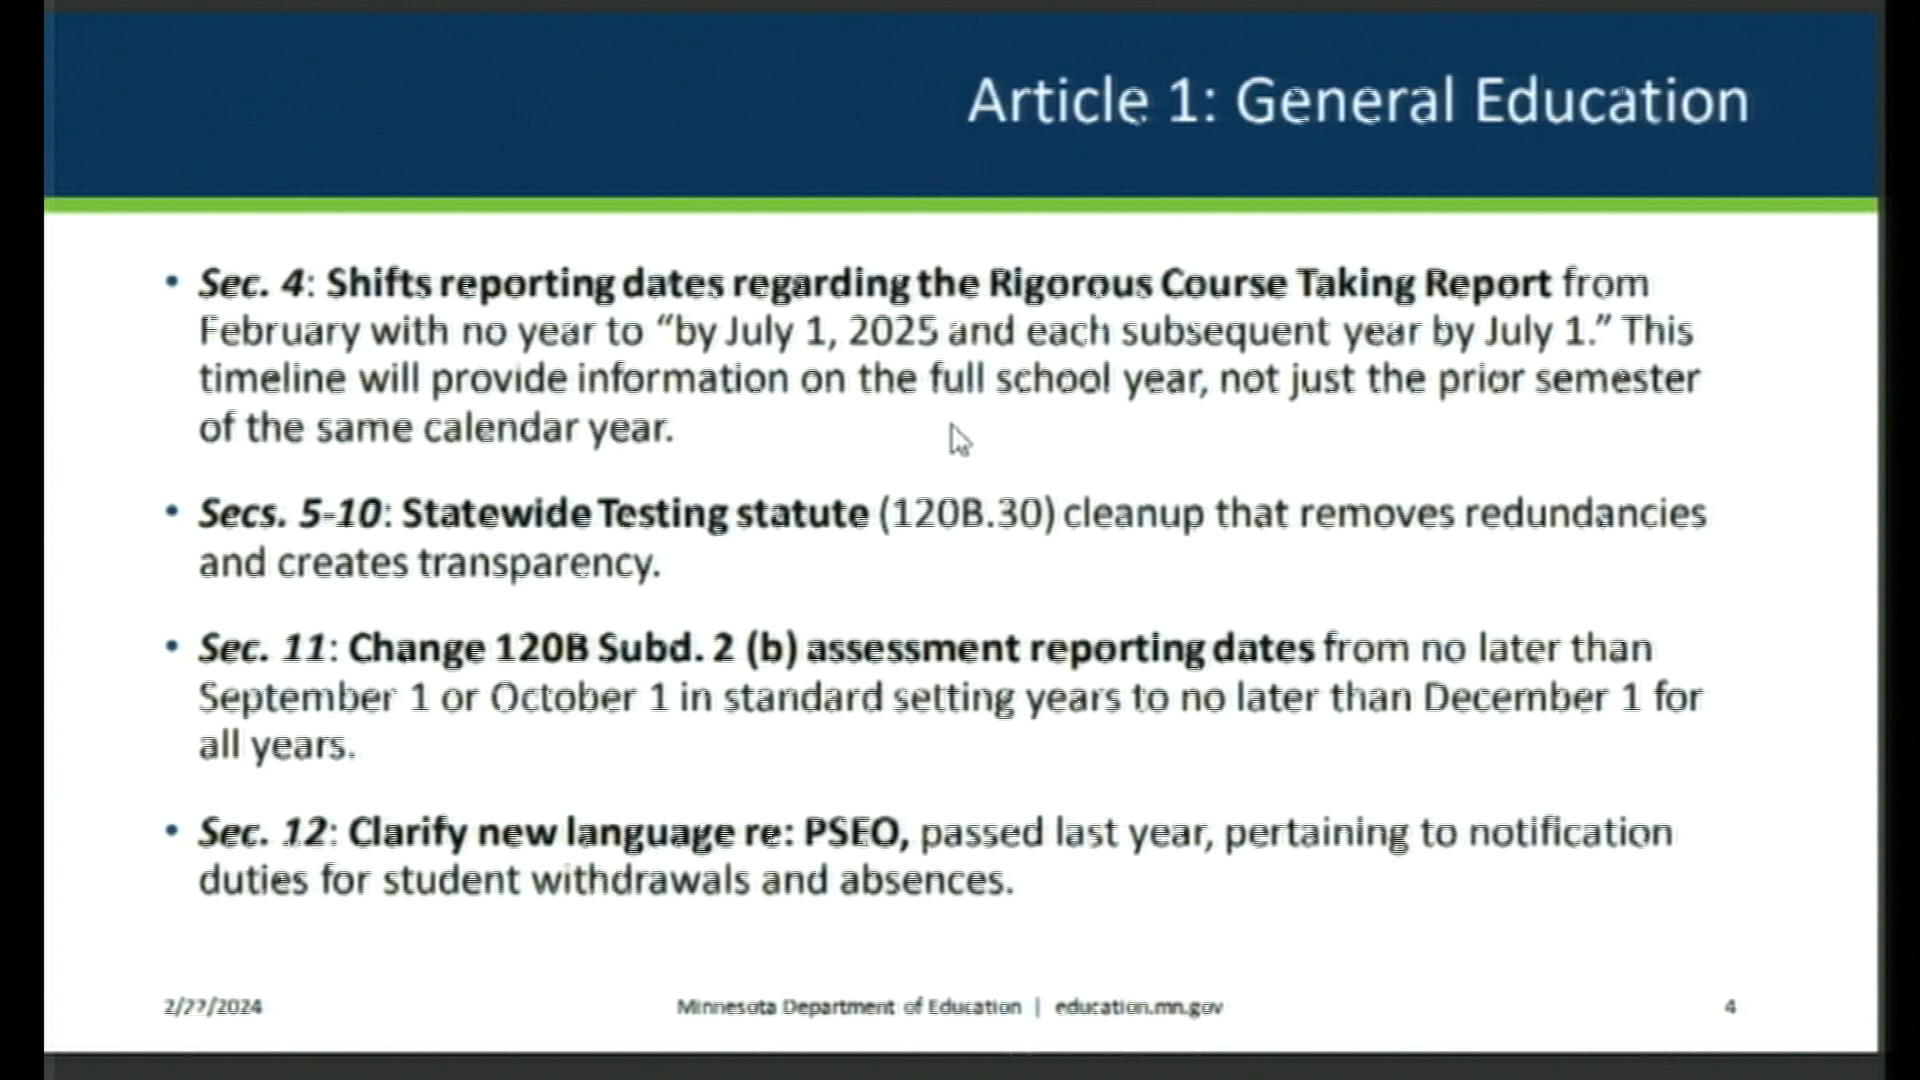 Article 1: General Education
• Sec. 4: Shifts reporting dates regarding the Rigorous Course Taking Report from
February with no year to “by July 1, 2025 and each subsequent year by July 1.” This
timeline will provide information on the full school year, not just the prior semester
of the same calendar year.
• Secs. 5-10: Statewide Testing statute (120B.30) cleanup that removes redundancies
and creates transparency.
• Sec. 11: Change 120B Subd. 2 (b) assessment reporting dates from no later than
September 1 or October 1 in standard setting years to no later than December 1 for
all years.
• Sec. 12: Clarify new language re: PSEO, passed last year, pertaining to notification
duties for student withdrawals and absences.
2/27/2024
Minnesota Department of Education | education.mn.gov
4